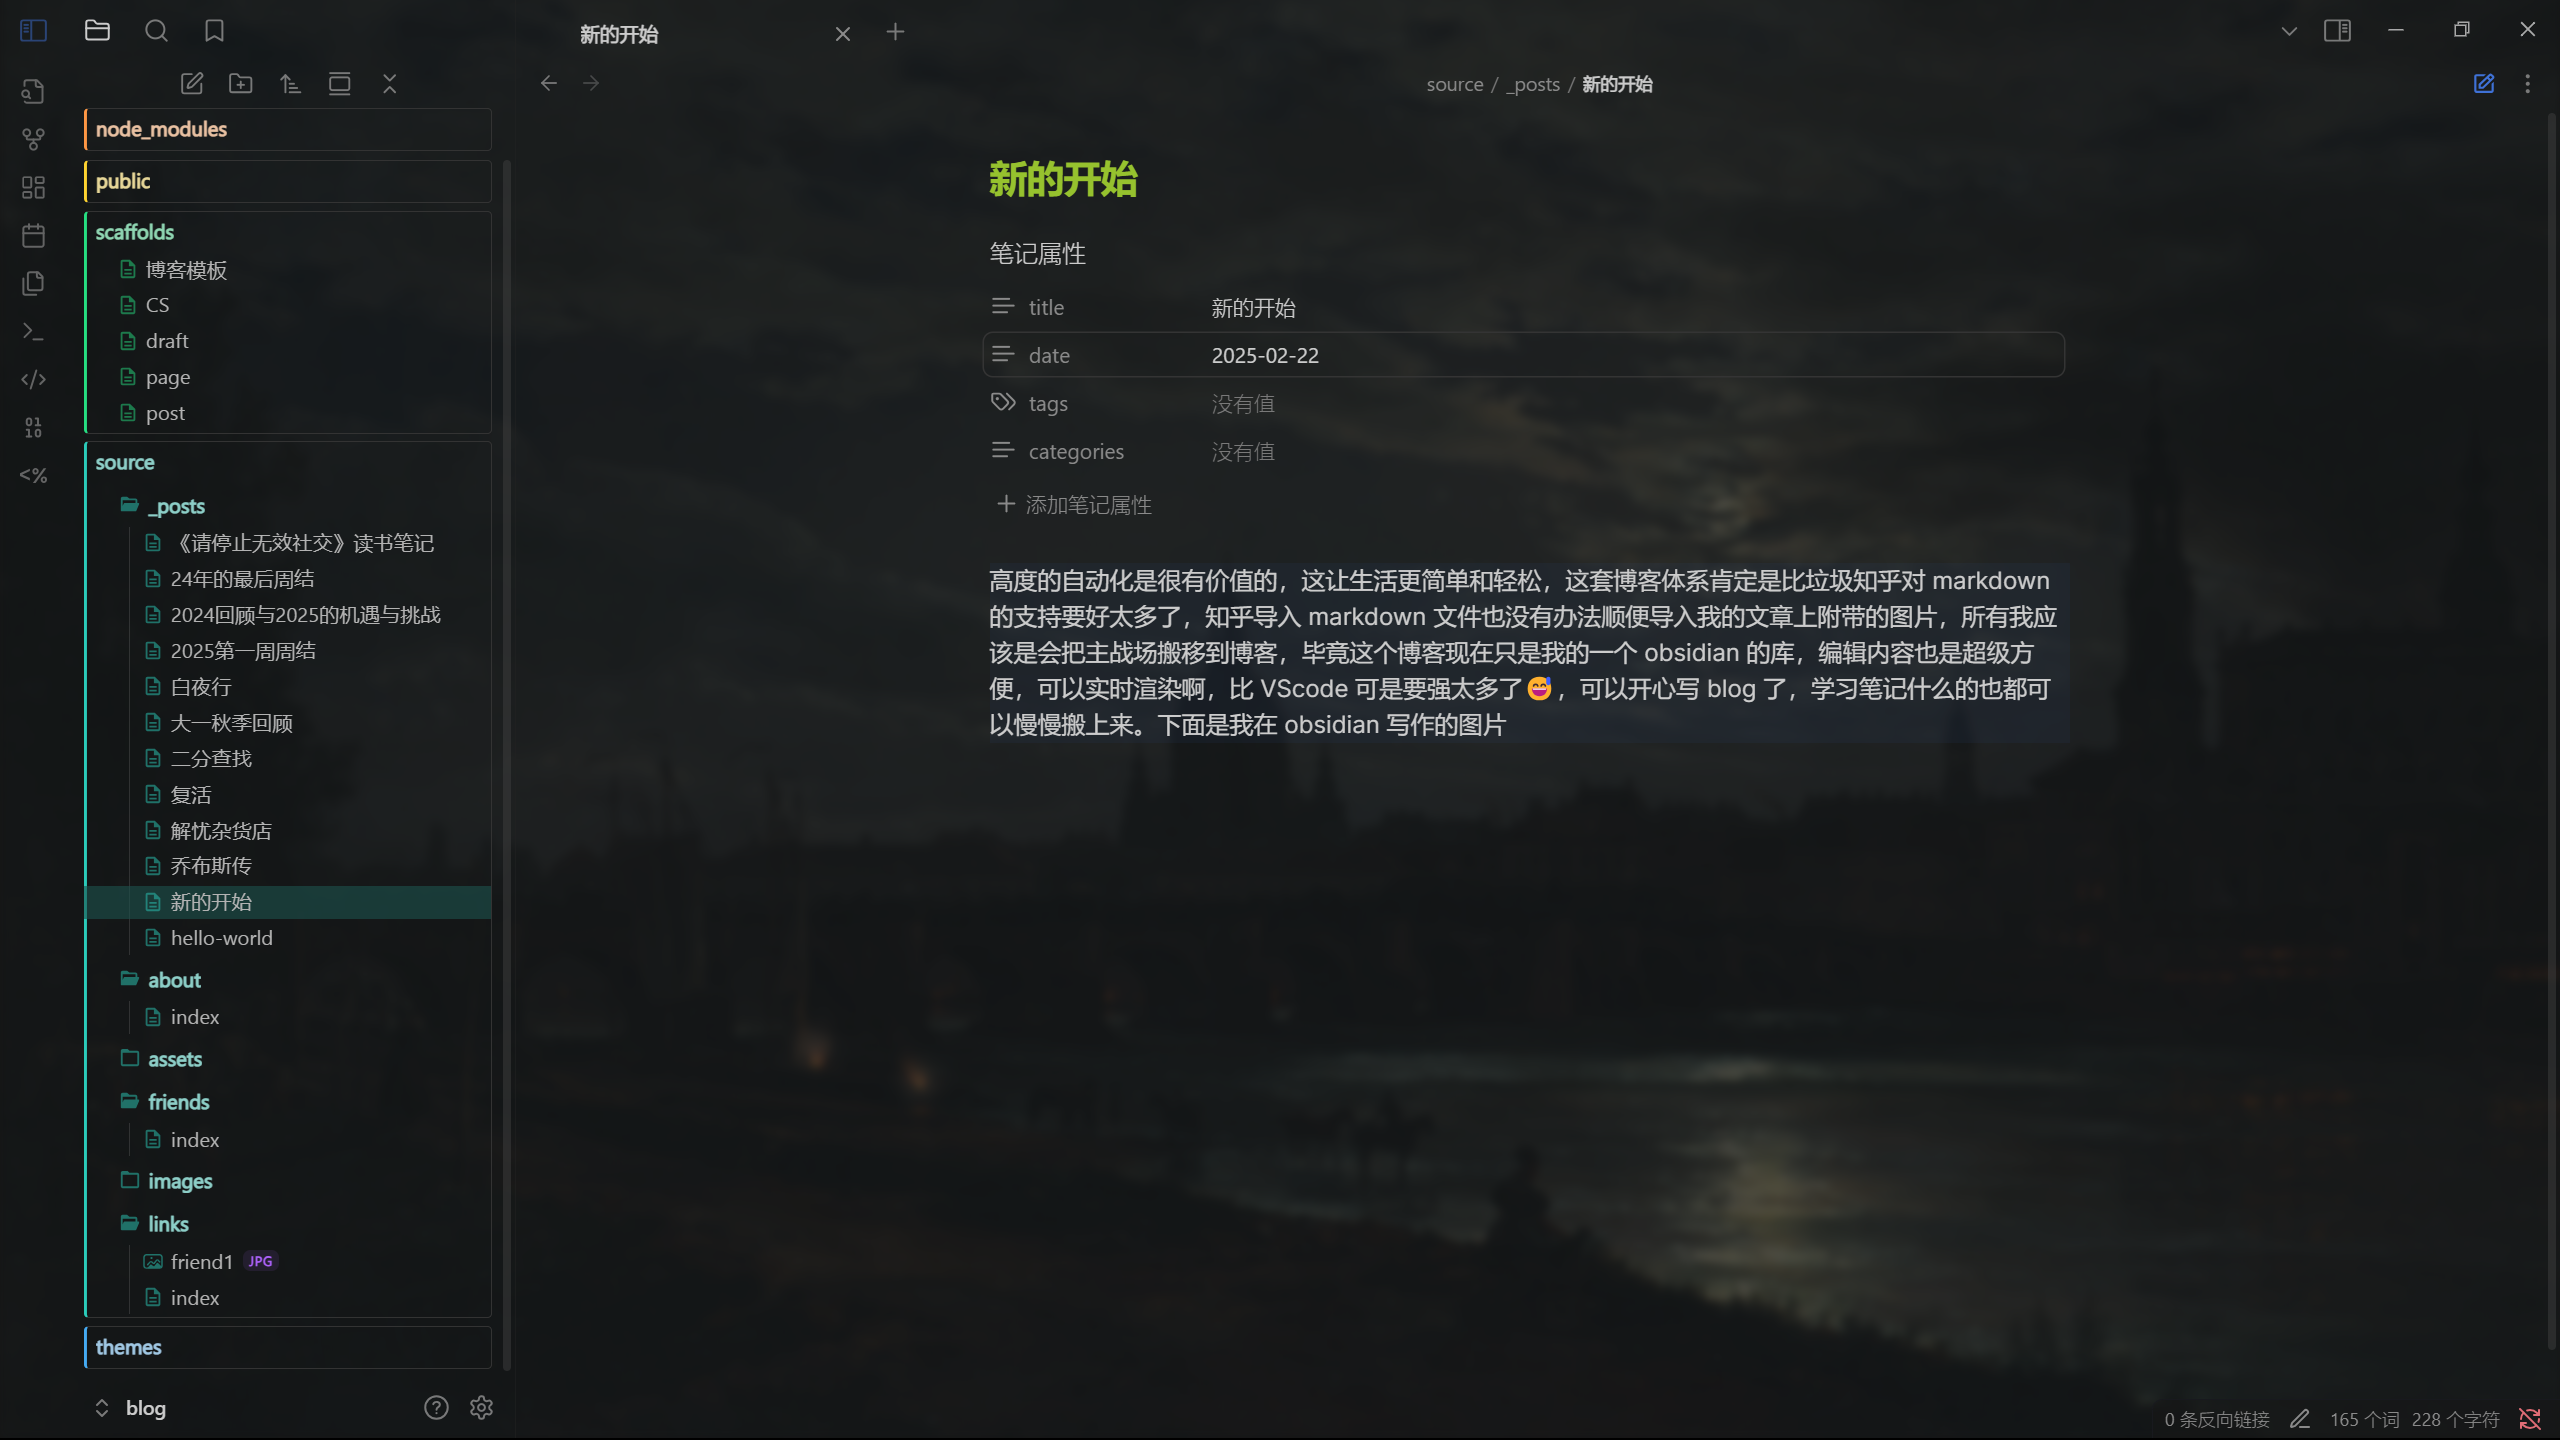 新的开始
source / _posts / 新的开始
node_modules
public
scaffolds
博客模板
CS
draft
page
post
source
_posts
《请停止无效社交》读书笔记
24年的最后周结
2024回顾与2025的机遇与挑战
2025第一周周结
白夜行
大一秋季回顾
二分查找
复活
解忧杂货店
乔布斯传
新的开始
hello-world
about
index
assets
friends
index
images
links
friend1 JPG
index
themes
blog
新的开始
笔记属性
title 新的开始
date 2025-02-22
tags 没有值
categories 没有值
添加笔记属性
高度的自动化是很有价值的，这让生活更简单和轻松，这套博客体系肯定是比垃圾知乎对 markdown
的支持要好太多了，知乎导入 markdown 文件也没有办法顺便导入我的文章上附带的图片，所有我应
该是会把主战场搬移到博客，毕竟这个博客现在只是我的一个 obsidian 的库，编辑内容也是超级方
便，可以实时渲染啊，比 VScode 可是要强太多了😅，可以开心写 blog 了，学习笔记什么的也都可
以慢慢搬上来。下面是我在 obsidian 写作的图片
0 条反向链接 165 个词 228 个字符